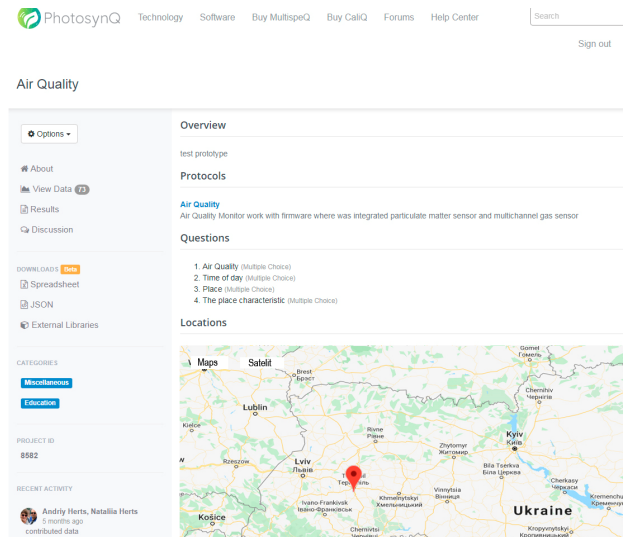 PhotosynQ
Technology Software Buy MultispeQ Buy CaliQ Forums Help Center
Search
Sign out
Air Quality
Options
About
View Data 73
Results
Discussion
DOWNLOADS Beta
Spreadsheet
JSON
External Libraries
CATEGORIES
Miscellaneous
Education
PROJECT ID
8582
RECENT ACTIVITY
Andriy Herts, Nataliia Herts
5 months ago
contributed data
Overview
test prototype
Protocols
Air Quality
Air Quality Monitor work with firmware where was integrated particulate matter sensor and multichannel gas sensor
Questions
1. Air Quality (Multiple Choice)
2. Time of day (Multiple Choice)
3. Place (Multiple Choice)
4. The place characteristic (Multiple Choice)
Locations
Maps Satelit
Gomel
Гомель
Brest
Брэст
Chernihiv
Чернігів
Lublin
Kielce
Rivne
Рівне
Kyiv
Київ
Zhytomyr
Житомир
Rzeszow
Lviv
Львів
Bila Tserkva
Біла Церква
Cherkasy
Черкаси
Vinnytsia
Вінниця
Khmelnytskyi
Хмельницький
Ivano-Frankivsk
Івано-Франківськ
Kremenchu
Ukraine
Košice
Chernivtsi
Kropyvnytskyi
Кропивницький